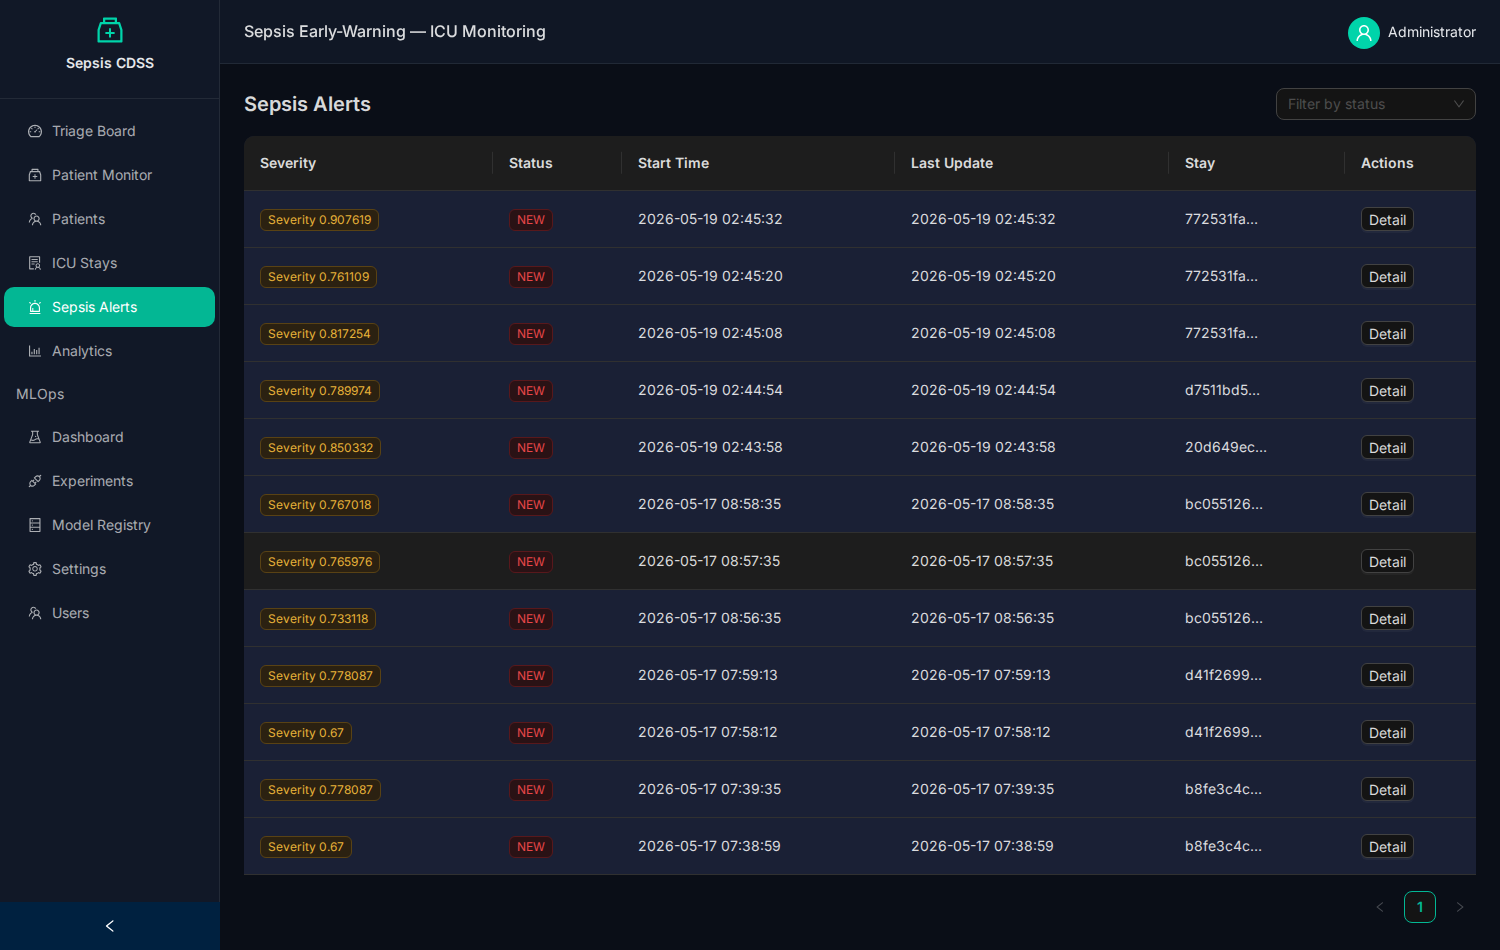 Sepsis CDSS
Triage Board
Patient Monitor
Patients
ICU Stays
Sepsis Alerts
Analytics
MLOps
Dashboard
Experiments
Model Registry
Settings
Users
Sepsis Early-Warning — ICU Monitoring
Administrator
Sepsis Alerts
Filter by status
Severity Status Start Time Last Update Stay Actions
Severity 0.907619 NEW 2026-05-19 02:45:32 2026-05-19 02:45:32 772531fa... Detail
Severity 0.761109 NEW 2026-05-19 02:45:20 2026-05-19 02:45:20 772531fa... Detail
Severity 0.817254 NEW 2026-05-19 02:45:08 2026-05-19 02:45:08 772531fa... Detail
Severity 0.789974 NEW 2026-05-19 02:44:54 2026-05-19 02:44:54 d7511bd5... Detail
Severity 0.850332 NEW 2026-05-19 02:43:58 2026-05-19 02:43:58 20d649ec... Detail
Severity 0.767018 NEW 2026-05-17 08:58:35 2026-05-17 08:58:35 bc055126... Detail
Severity 0.765976 NEW 2026-05-17 08:57:35 2026-05-17 08:57:35 bc055126... Detail
Severity 0.733118 NEW 2026-05-17 08:56:35 2026-05-17 08:56:35 bc055126... Detail
Severity 0.778087 NEW 2026-05-17 07:59:13 2026-05-17 07:59:13 d41f2699... Detail
Severity 0.67 NEW 2026-05-17 07:58:12 2026-05-17 07:58:12 d41f2699... Detail
Severity 0.778087 NEW 2026-05-17 07:39:35 2026-05-17 07:39:35 b8fe3c4c... Detail
Severity 0.67 NEW 2026-05-17 07:38:59 2026-05-17 07:38:59 b8fe3c4c... Detail
1